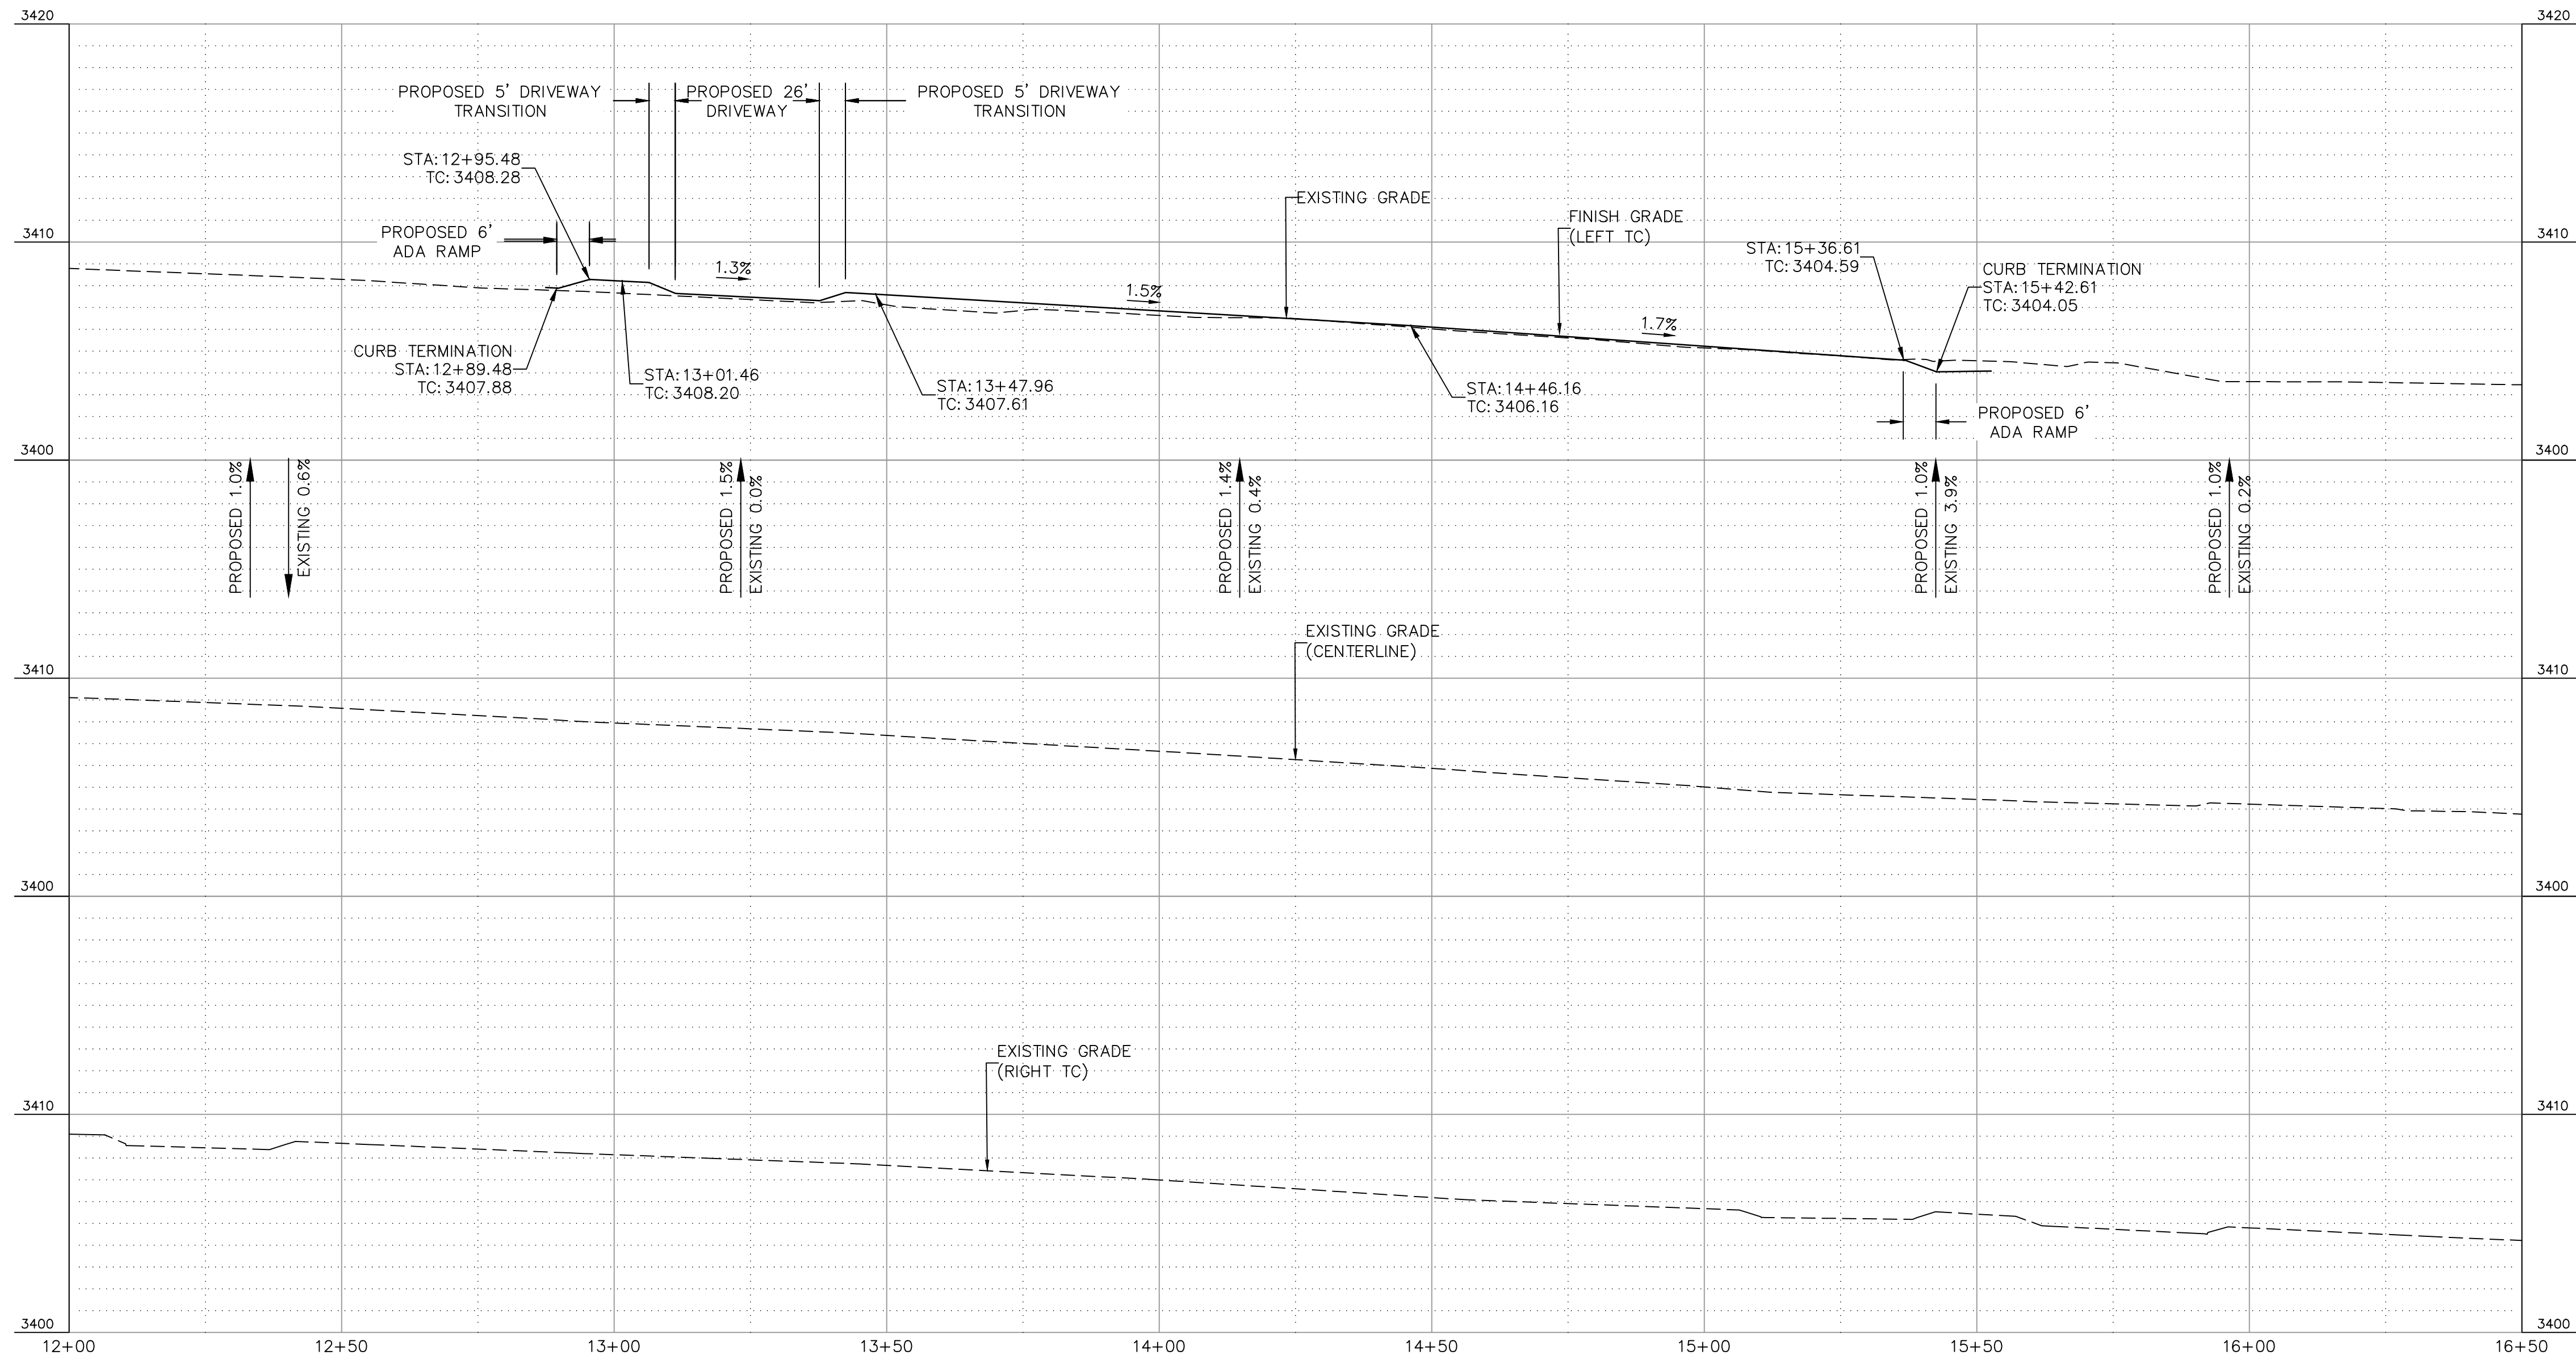 3420
3420
PROPOSED 5' DRIVEWAY
TRANSITION
PROPOSED 26'
DRIVEWAY
PROPOSED 5' DRIVEWAY
TRANSITION
STA:12+95.48
TC:3408.28
EXISTING GRADE
FINISH GRADE
(LEFT TC)
PROPOSED 6'
ADA RAMP
3410
3410
STA:15+36.61
TC:3404.59
CURB TERMINATION
STA:15+42.61
TC:3404.05
1.3%
1.5%
1.7%
CURB TERMINATION
STA:12+89.48
TC:3407.88
STA:13+01.46
TC:3408.20
STA:13+47.96
TC:3407.61
STA:14+46.16
TC:3406.16
PROPOSED 6'
ADA RAMP
3400
3400
PROPOSED 1.0%
EXISTING 0.6%
PROPOSED 1.5%
EXISTING 0.0%
PROPOSED 1.4%
EXISTING 0.4%
PROPOSED 1.0%
EXISTING 3.9%
PROPOSED 1.0%
EXISTING 0.2%
EXISTING GRADE
(CENTERLINE)
3410
3410
3400
3400
EXISTING GRADE
(RIGHT TC)
3410
3410
3400
3400
12+00
12+50
13+00
13+50
14+00
14+50
15+00
15+50
16+00
16+50